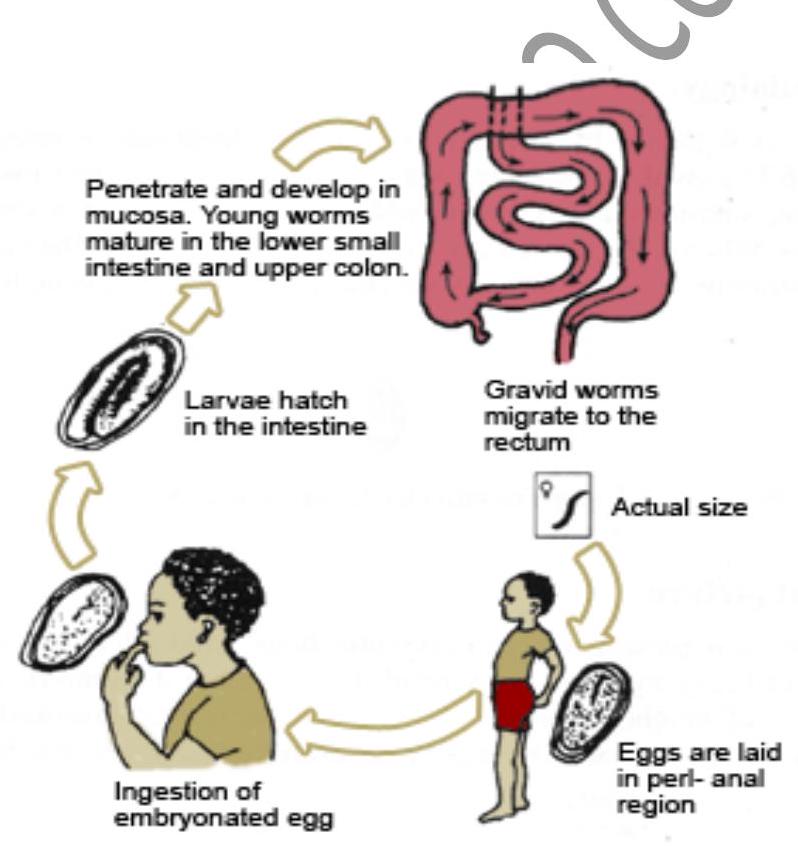 Penetrate and develop in
mucosa. Young worms
mature in the lower small
intestine and upper colon.
Larvae hatch
in the intestine
Gravid worms
migrate to the
rectum
♀
Actual size
Eggs are laid
in perl- anal
region
Ingestion of
embryonated egg